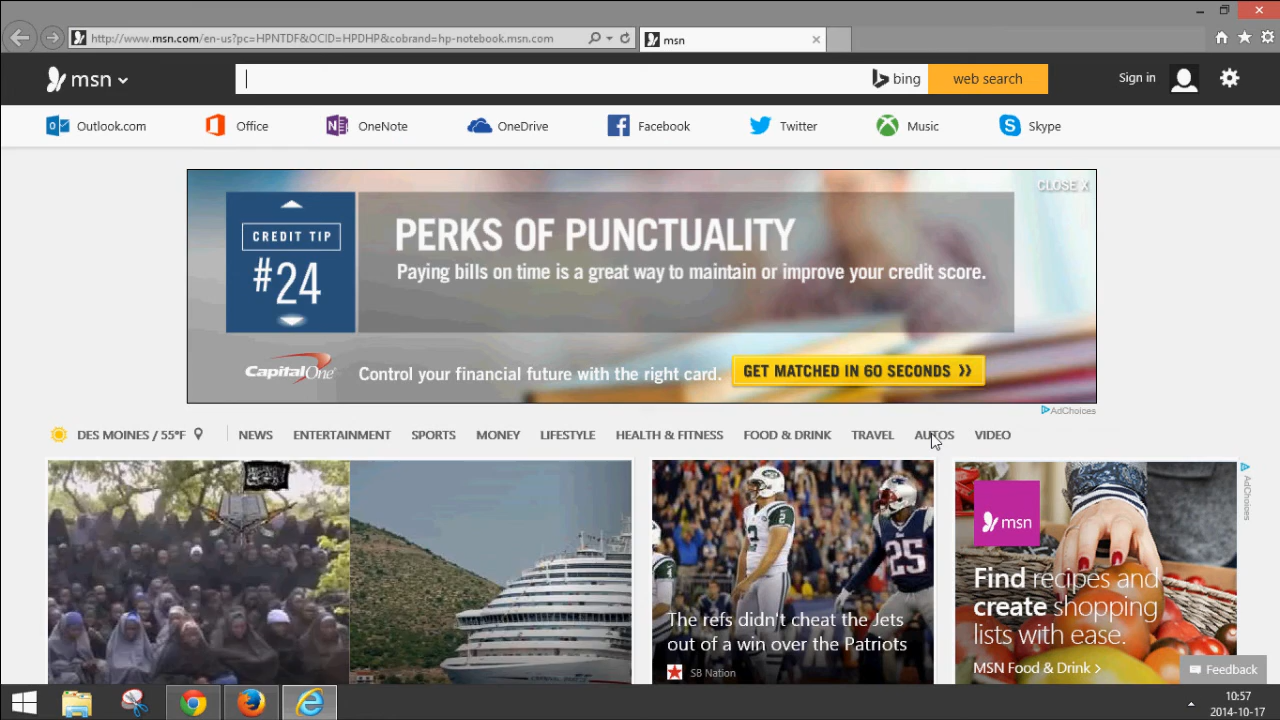 http://www.msn.com/en-us?pc=HPNTDF&OCID=HPDHP&cobrand=hp-notebook.msn.com
msn
msn
bing
web search
Sign in
Outlook.com
Office
OneNote
OneDrive
Facebook
Twitter
Music
Skype
CLOSE X
CREDIT TIP
#24
PERKS OF PUNCTUALITY
Paying bills on time is a great way to maintain or improve your credit score.
CapitalOne
Control your financial future with the right card.
GET MATCHED IN 60 SECONDS
AdChoices
DES MOINES / 55°F
NEWS
ENTERTAINMENT
SPORTS
MONEY
LIFESTYLE
HEALTH & FITNESS
FOOD & DRINK
TRAVEL
AUTOS
VIDEO
2
25
The refs didn't cheat the Jets
out of a win over the Patriots
SB Nation
msn
Find recipes and
create shopping
lists with ease.
MSN Food & Drink >
AdChoices
Feedback
10:57
2014-10-17